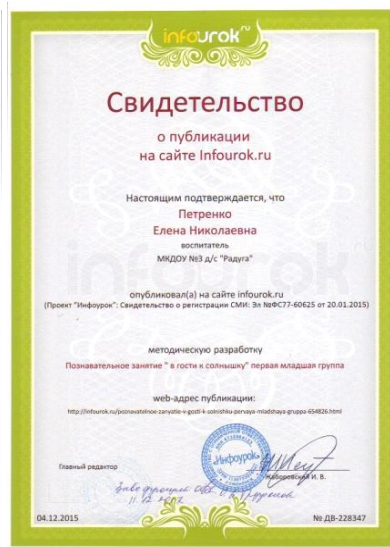 infourok™
Свидетельство
о публикации
на сайте Infourok.ru
Настоящим подтверждается, что
Петренко
Елена Николаевна
воспитатель
МКДОУ №3 д/с "Радуга"
опубликовал(а) на сайте infourok.ru
(Проект "Инфоурок": Свидетельство о регистрации СМИ: Эл №ФС77-60625 от 20.01.2015)
методическую разработку
Познавательное занятие " в гости к солнышку" первая младшая группа
web-адрес публикации:
http://infourok.ru/poznavatelnoe-zanyatie-v-gosti-k-solnishku-pervaya-mladshaya-gruppa-654826.html
«Инфоурок»
Главный редактор
Жаборовский И. В.
04.12.2015
№ ДВ-228347